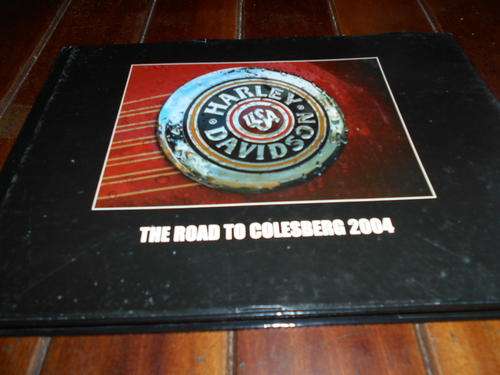 HARLEY-DAVIDSON
USA
THE ROAD TO COLESBERG 2004